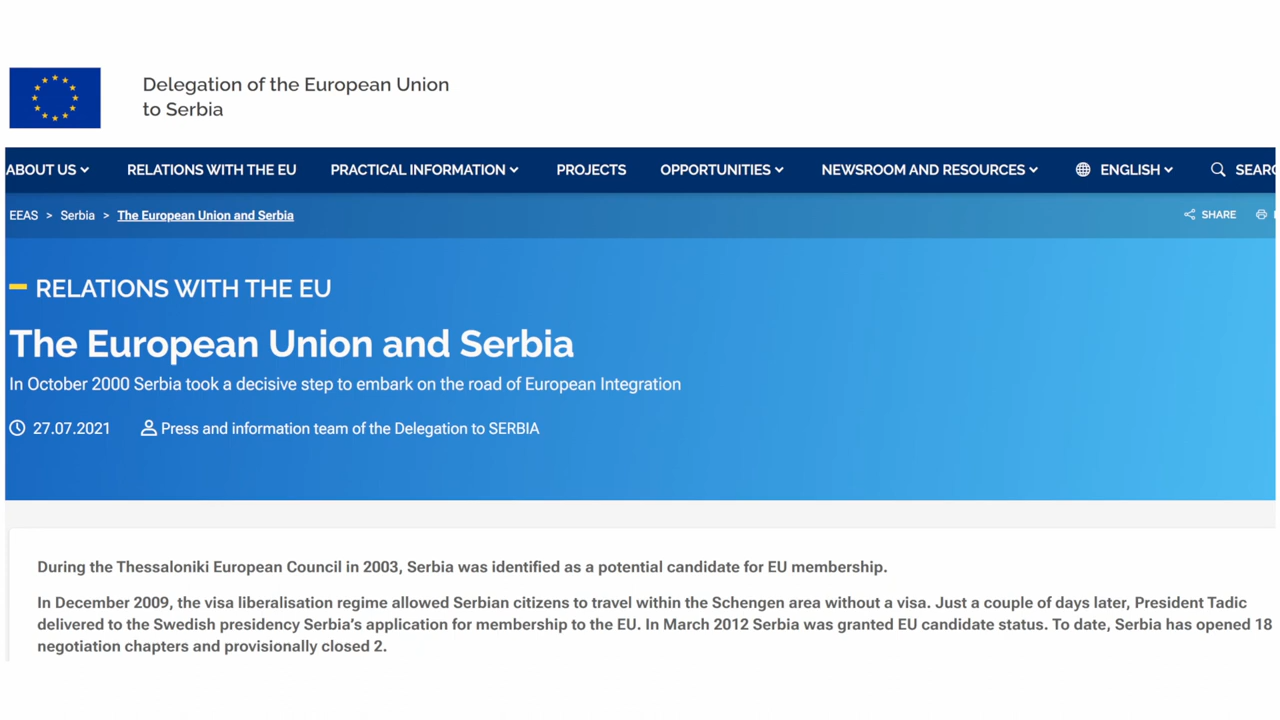 Delegation of the European Union
to Serbia
ABOUT US RELATIONS WITH THE EU PRACTICAL INFORMATION PROJECTS OPPORTUNITIES NEWSROOM AND RESOURCES ENGLISH SEARC
EEAS > Serbia > The European Union and Serbia SHARE
RELATIONS WITH THE EU
The European Union and Serbia
In October 2000 Serbia took a decisive step to embark on the road of European Integration
27.07.2021 Press and information team of the Delegation to SERBIA
During the Thessaloniki European Council in 2003, Serbia was identified as a potential candidate for EU membership.
In December 2009, the visa liberalisation regime allowed Serbian citizens to travel within the Schengen area without a visa. Just a couple of days later, President Tadic
delivered to the Swedish presidency Serbia's application for membership to the EU. In March 2012 Serbia was granted EU candidate status. To date, Serbia has opened 18
negotiation chapters and provisionally closed 2.